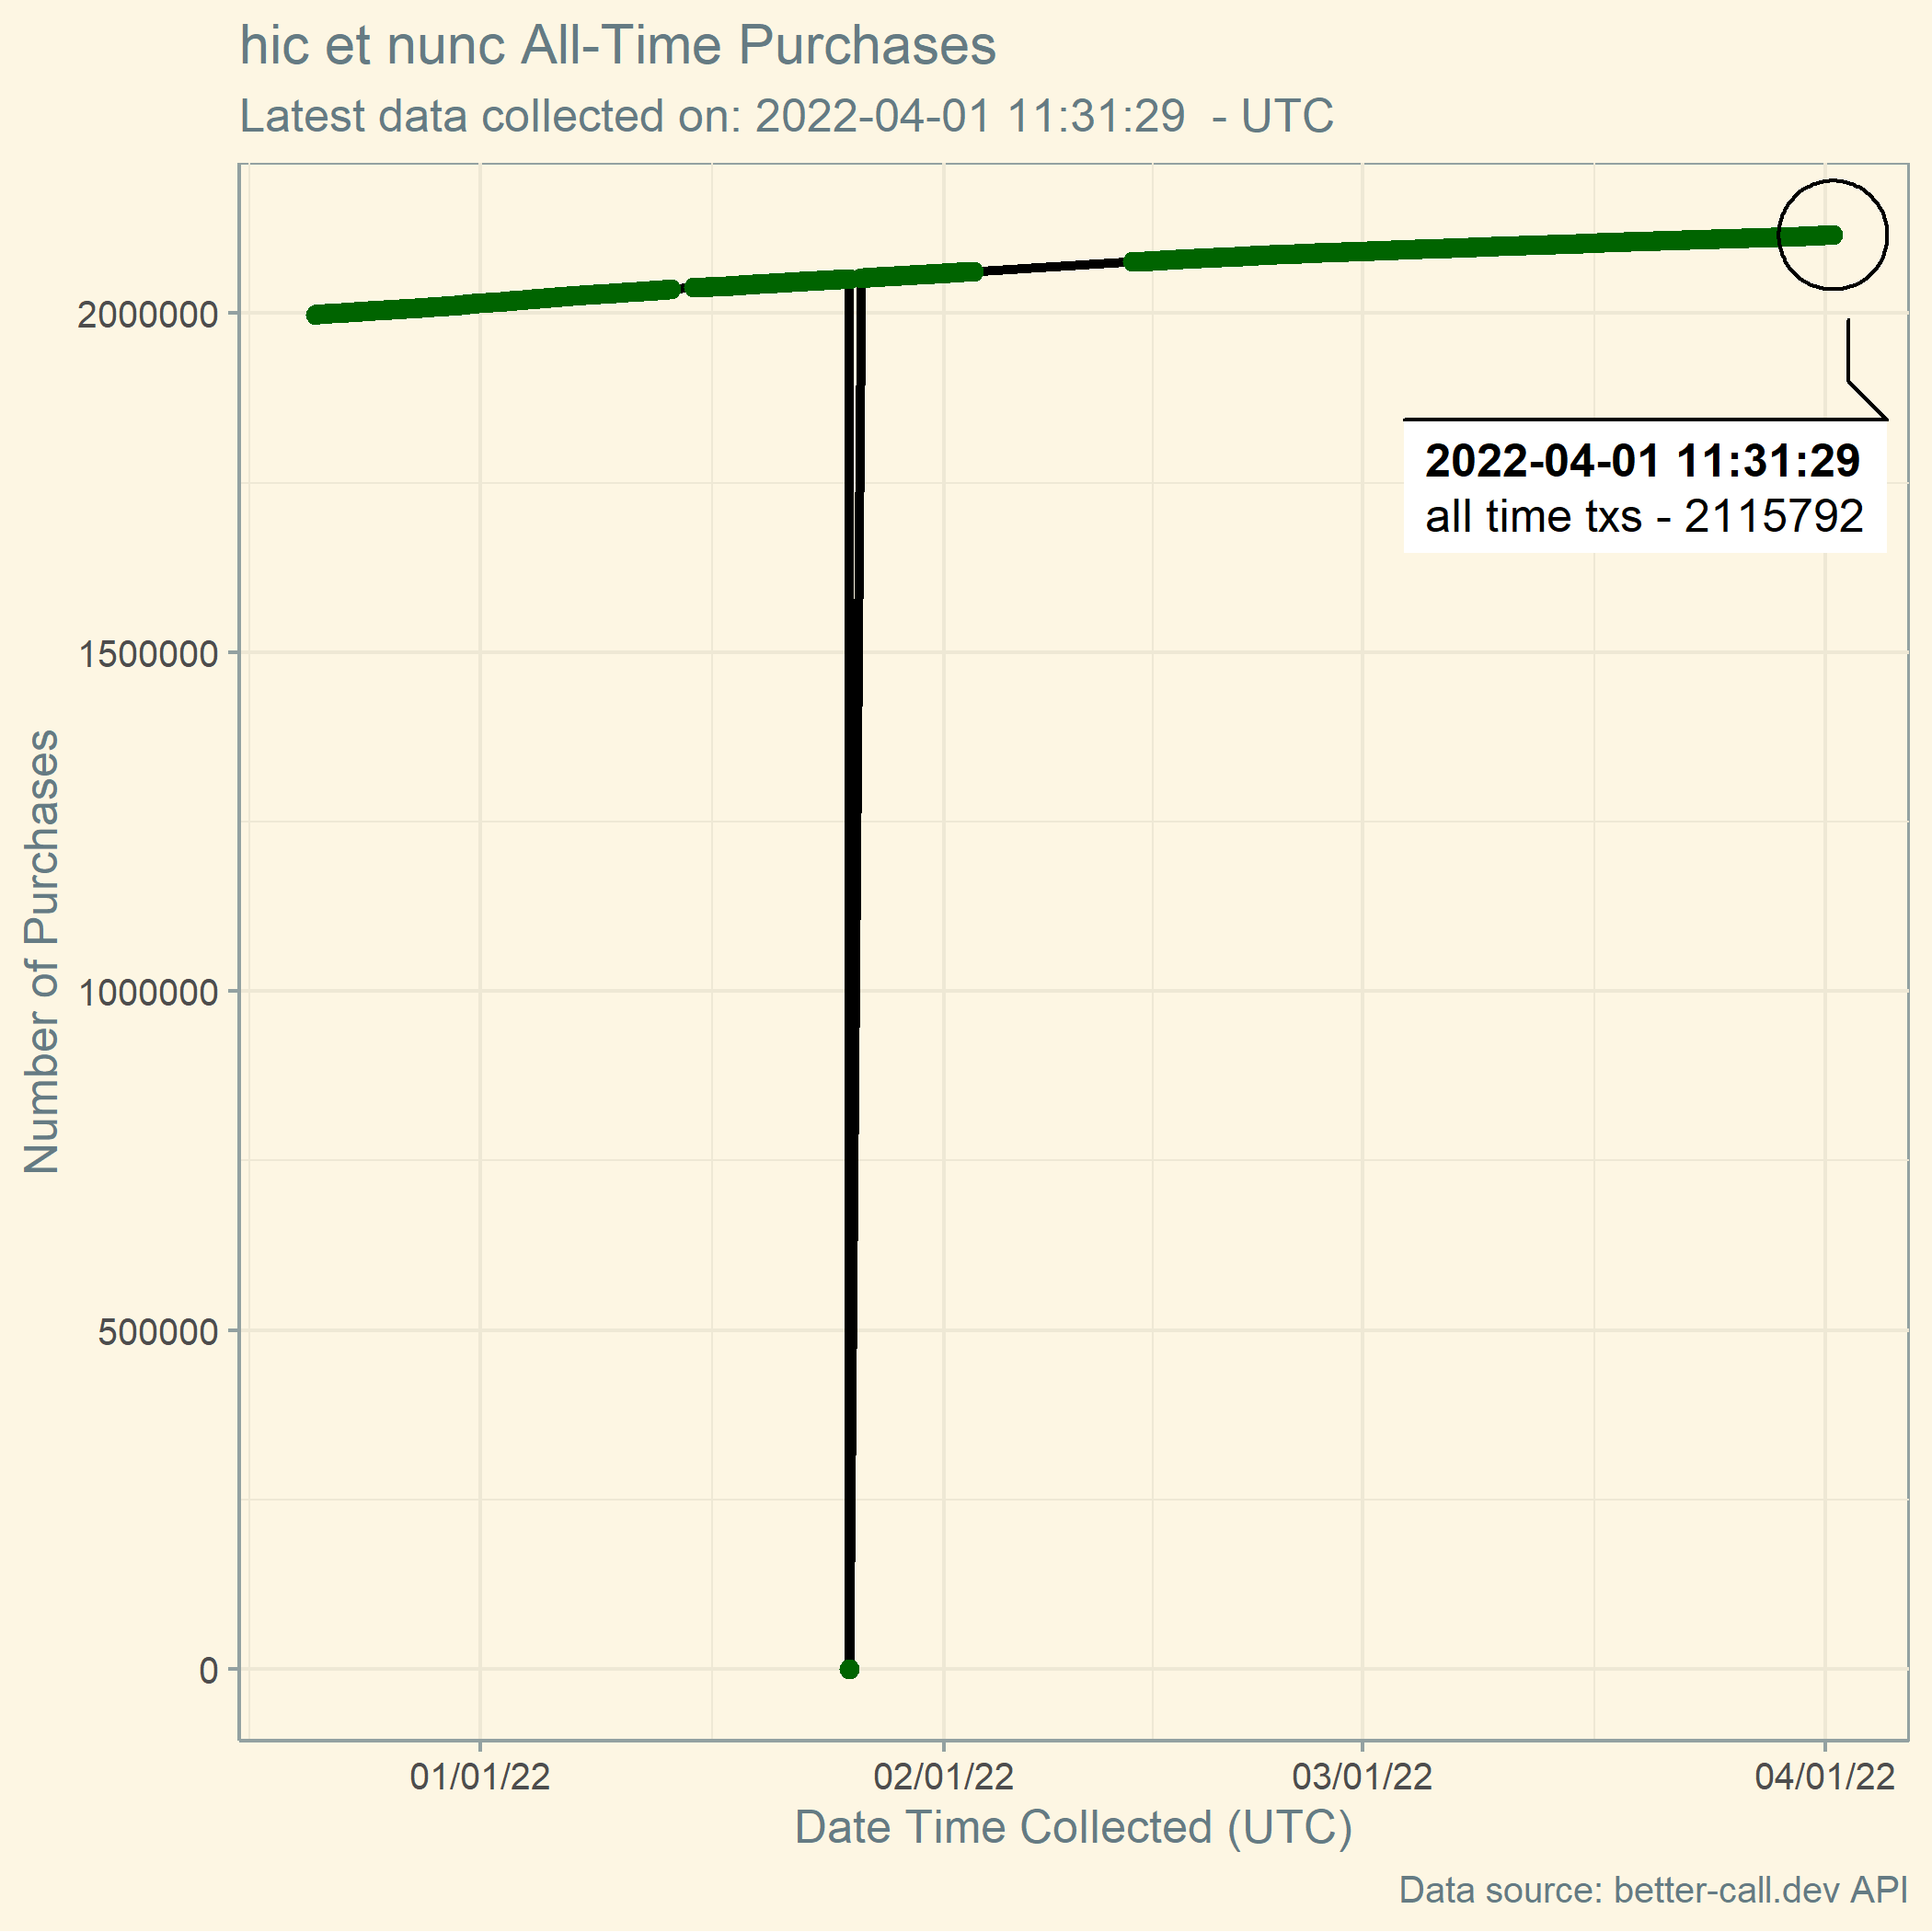 hic et nunc All-Time Purchases
Latest data collected on: 2022-04-01 11:31:29  - UTC
2022-04-01 11:31:29
all time txs - 2115792
Number of Purchases
2000000
1500000
1000000
500000
0
01/01/22
02/01/22
03/01/22
04/01/22
Date Time Collected (UTC)
Data source: better-call.dev API